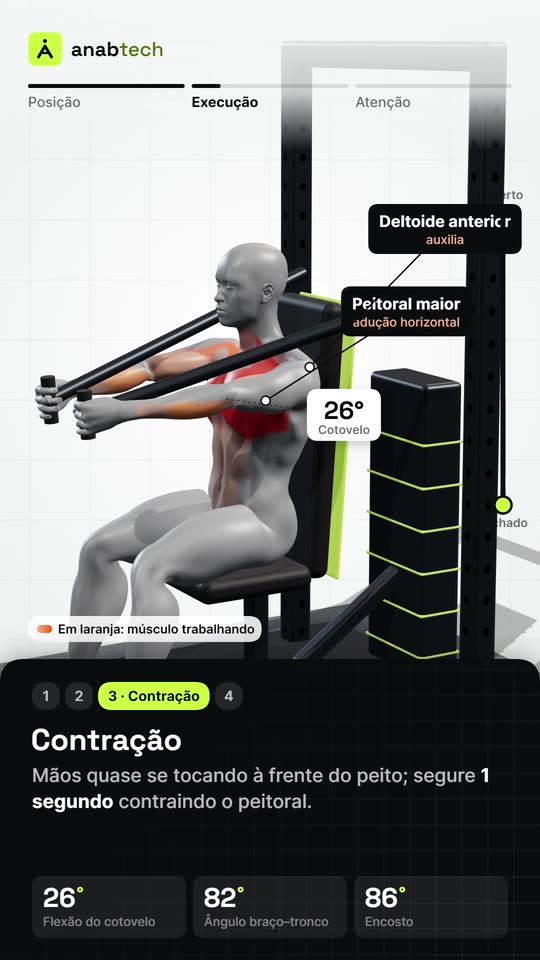 anabtech
Posição
Execução
Atenção
erto
Deltoide anterior
auxilia
Peitoral maior
adução horizontal
26°
Cotovelo
chado
Em laranja: músculo trabalhando
1
2
3 · Contração
4
Contração
Mãos quase se tocando à frente do peito; segure 1
segundo contraindo o peitoral.
26°
Flexão do cotovelo
82°
Ângulo braço–tronco
86°
Encosto